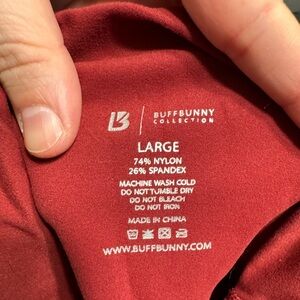 BUFFBUNNY
COLLECTION
LARGE
74% NYLON
26% SPANDEX
MACHINE WASH COLD
DO NOT TUMBLE DRY
DO NOT BLEACH
DO NOT IRON
MADE IN CHINA
WWW.BUFFBUNNY.COM